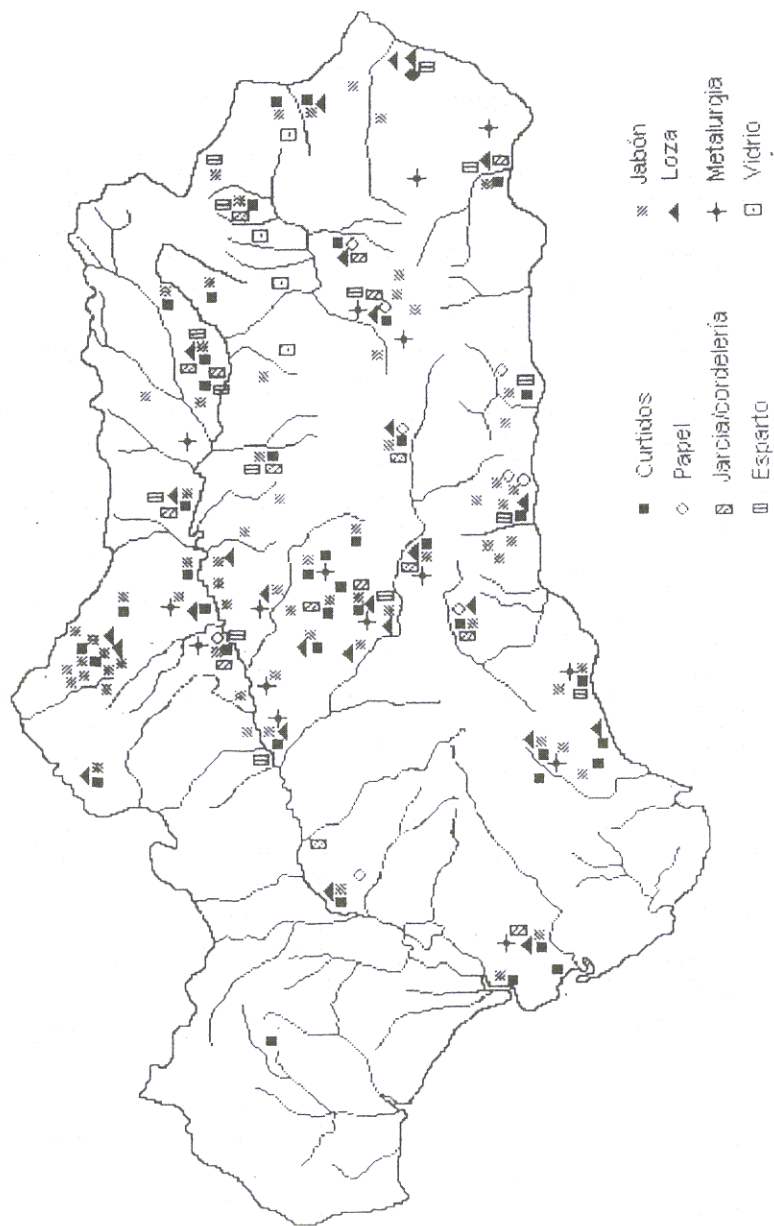 Curtidos
Papel
Jarcia/cordelería
Esparto
Jabón
Loza
Metalurgia
Vidrio